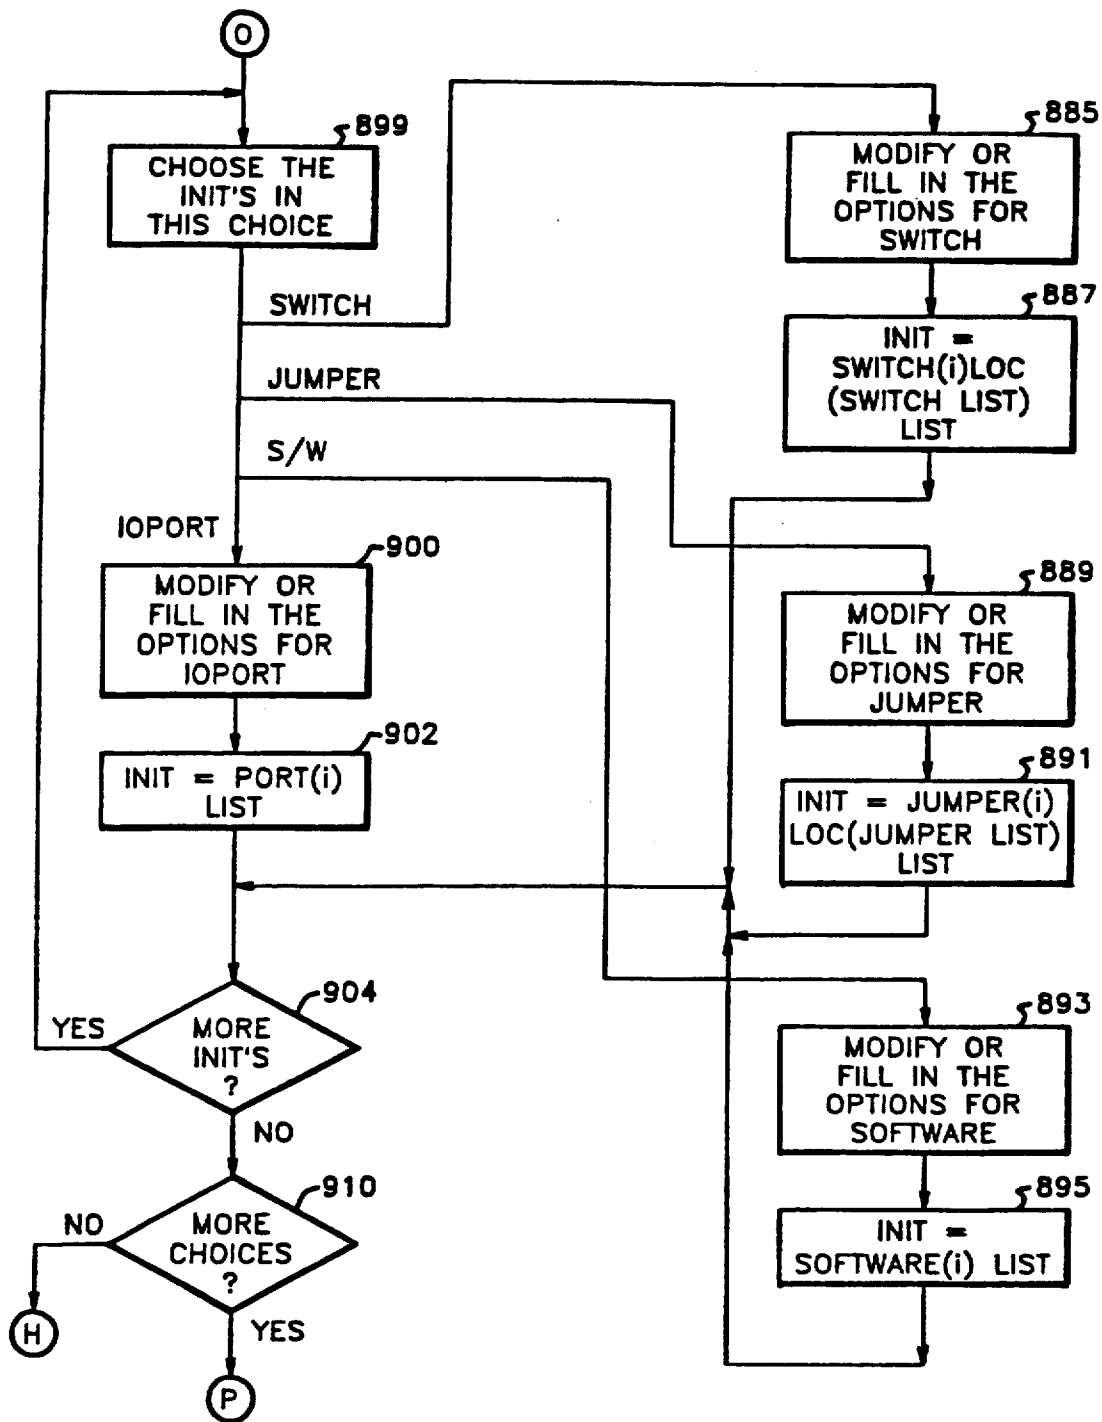 O
899
CHOOSE THE
INIT'S IN
THIS CHOICE
SWITCH
JUMPER
S/W
IOPORT
900
MODIFY OR
FILL IN THE
OPTIONS FOR
IOPORT
902
INIT = PORT(i)
LIST
904
MORE
INIT'S
?
YES
NO
910
MORE
CHOICES
?
NO
YES
H
P
885
MODIFY OR
FILL IN THE
OPTIONS FOR
SWITCH
887
INIT =
SWITCH(i)LOC
(SWITCH LIST)
LIST
889
MODIFY OR
FILL IN THE
OPTIONS FOR
JUMPER
891
INIT = JUMPER(i)
LOC(JUMPER LIST)
LIST
893
MODIFY OR
FILL IN THE
OPTIONS FOR
SOFTWARE
895
INIT =
SOFTWARE(i) LIST